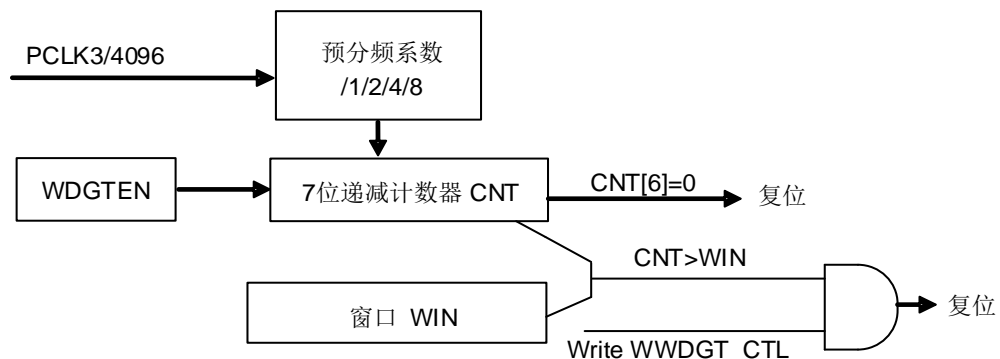 PCLK3/4096
预分频系数
/1/2/4/8
WDGTEN
7位递减计数器 CNT
CNT[6]=0
复位
CNT>WIN
窗口 WIN
复位
Write WWDGT_CTL